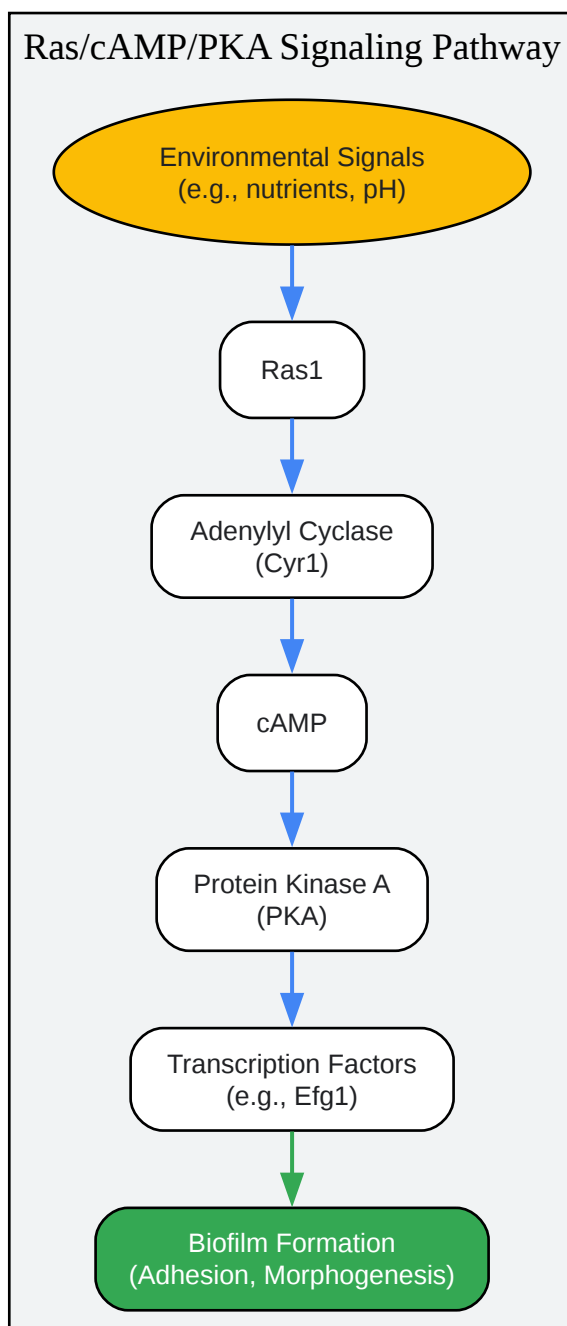 Ras/cAMP/PKA Signaling Pathway
Environmental Signals
(e.g., nutrients, pH)
Ras1
Adenylyl Cyclase
(Cyr1)
cAMP
Protein Kinase A
(PKA)
Transcription Factors
(e.g., Efg1)
Biofilm Formation
(Adhesion, Morphogenesis)